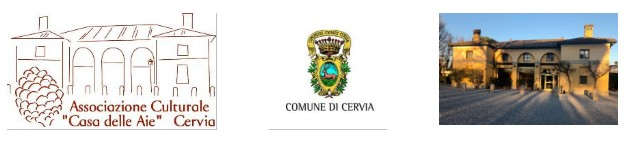 Associazione Culturale
"Casa delle Aie" Cervia
COMUNE DI CERVIA